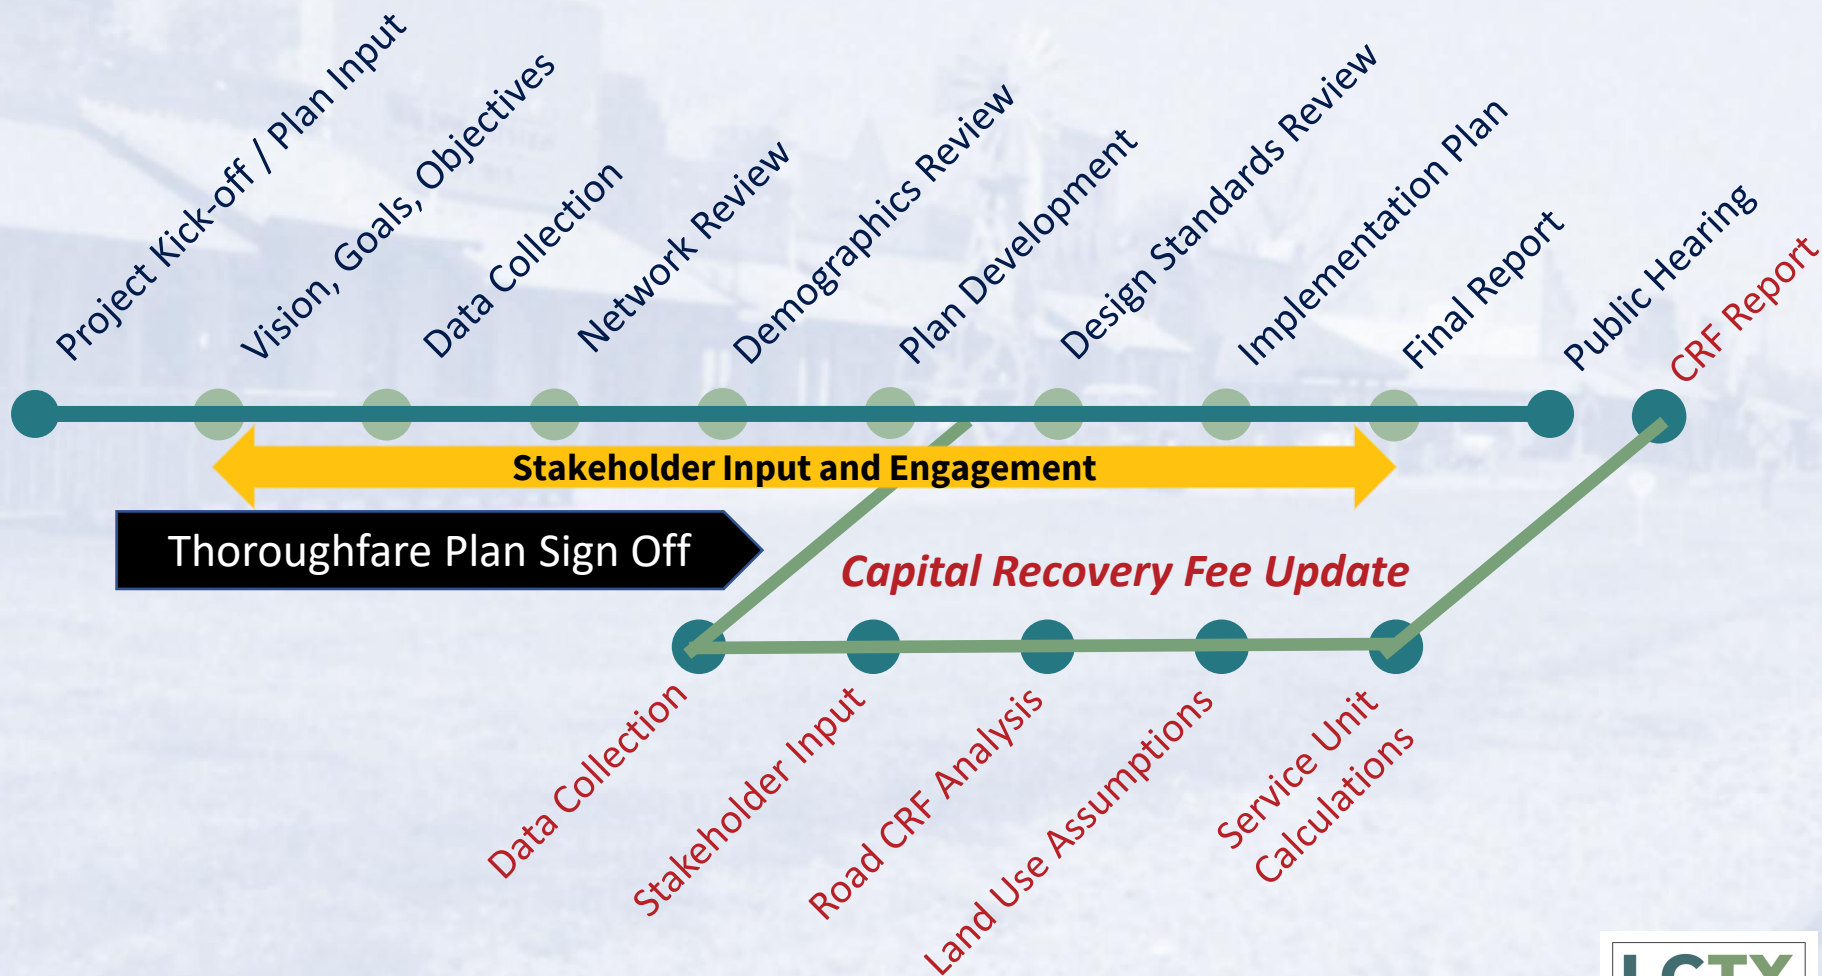 Project Kick-off / Plan Input
Vision, Goals, Objectives
Data Collection
Network Review
Demographics Review
Plan Development
Design Standards Review
Implementation Plan
Final Report
Public Hearing
CRF Report
Stakeholder Input and Engagement
Thoroughfare Plan Sign Off
Capital Recovery Fee Update
Data Collection
Stakeholder Input
Road CRF Analysis
Land Use Assumptions
Service Unit
Calculations
LCTX